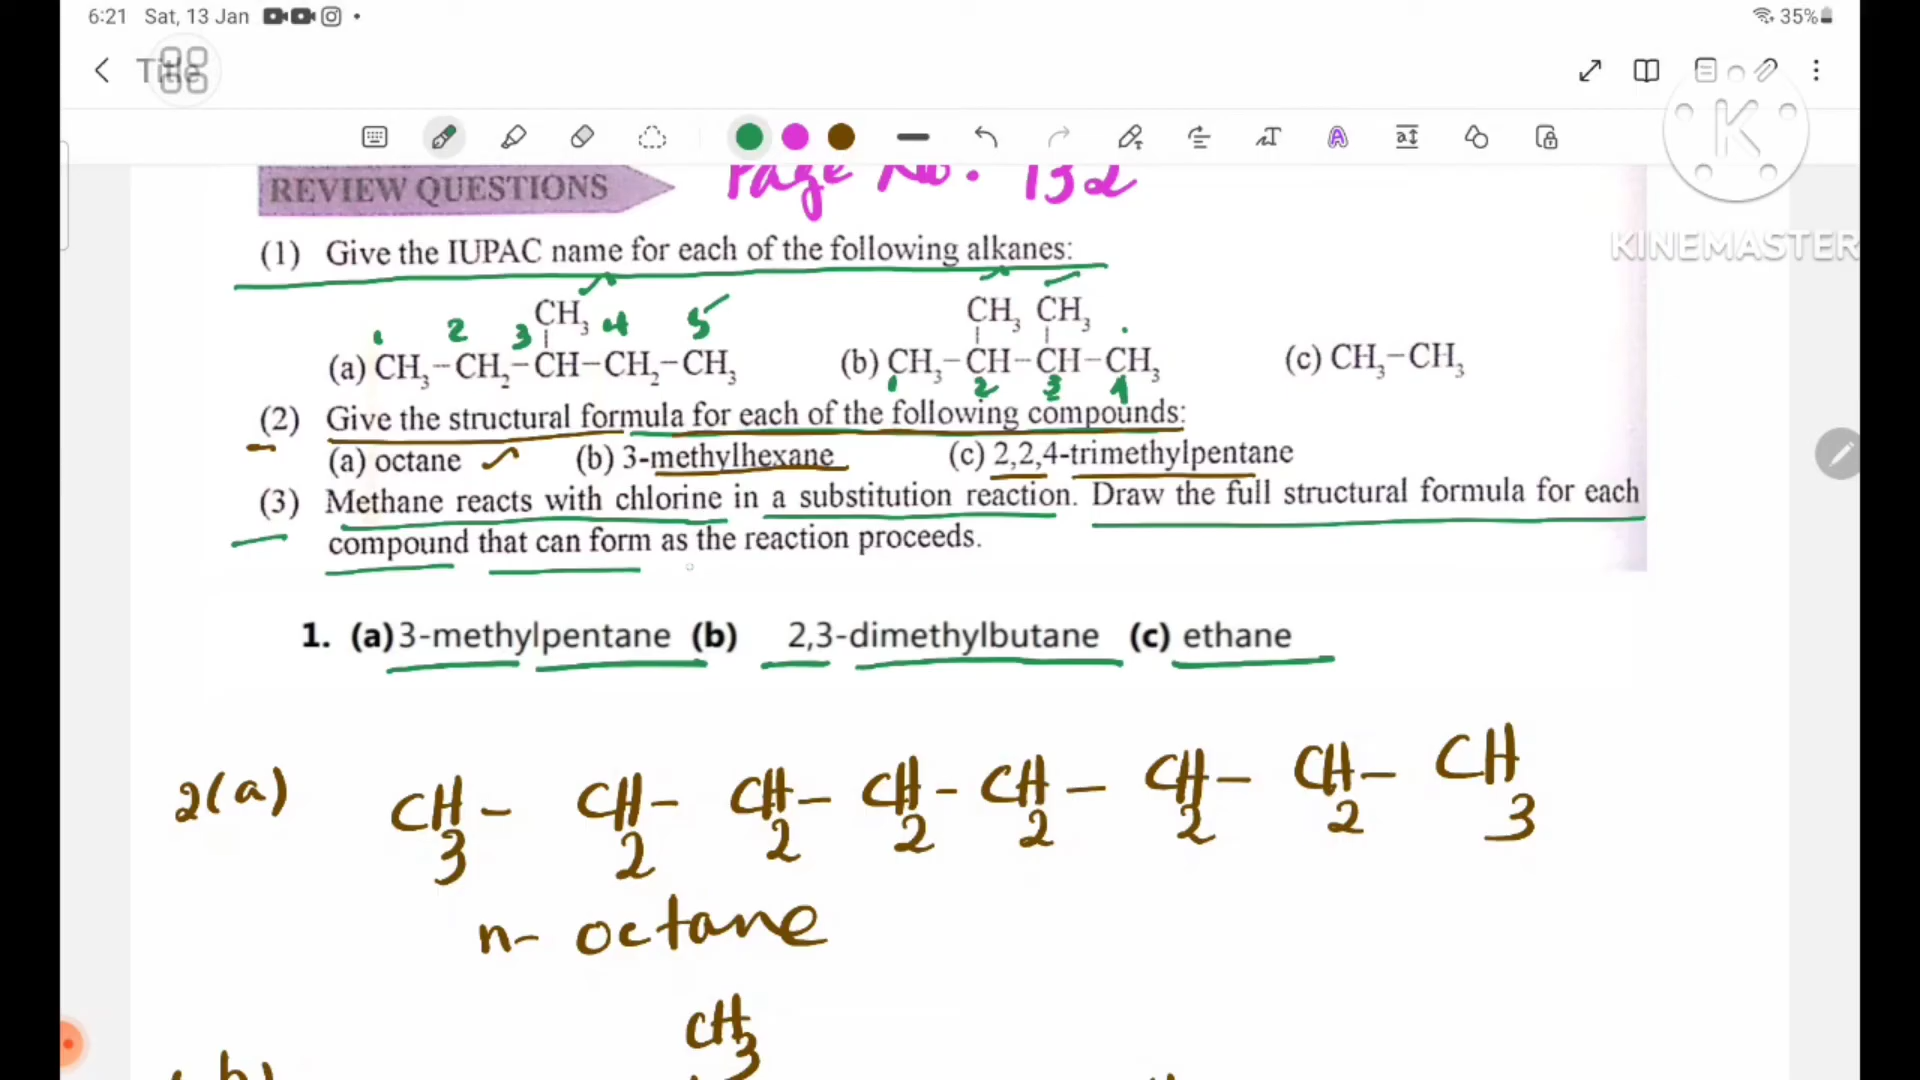 6:21 Sat, 13 Jan 35%
Title
K
KINEMASTER
REVIEW QUESTIONS Page No. 132
(1) Give the IUPAC name for each of the following alkanes:
CH₃ CH₃ CH₃
1 2 3 4 5
(a) CH₃–CH₂–CH–CH₂–CH₃ (b) CH₃–CH–CH–CH₃ (c) CH₃–CH₃
1 2 3 4
(2) Give the structural formula for each of the following compounds:
(a) octane (b) 3-methylhexane (c) 2,2,4-trimethylpentane
(3) Methane reacts with chlorine in a substitution reaction. Draw the full structural formula for each
compound that can form as the reaction proceeds.
1. (a) 3-methylpentane (b) 2,3-dimethylbutane (c) ethane
2(a) CH₃ – CH₂ – CH₂ – CH₂ – CH₂ – CH₂ – CH₂ – CH₃
n- octane
CH₃